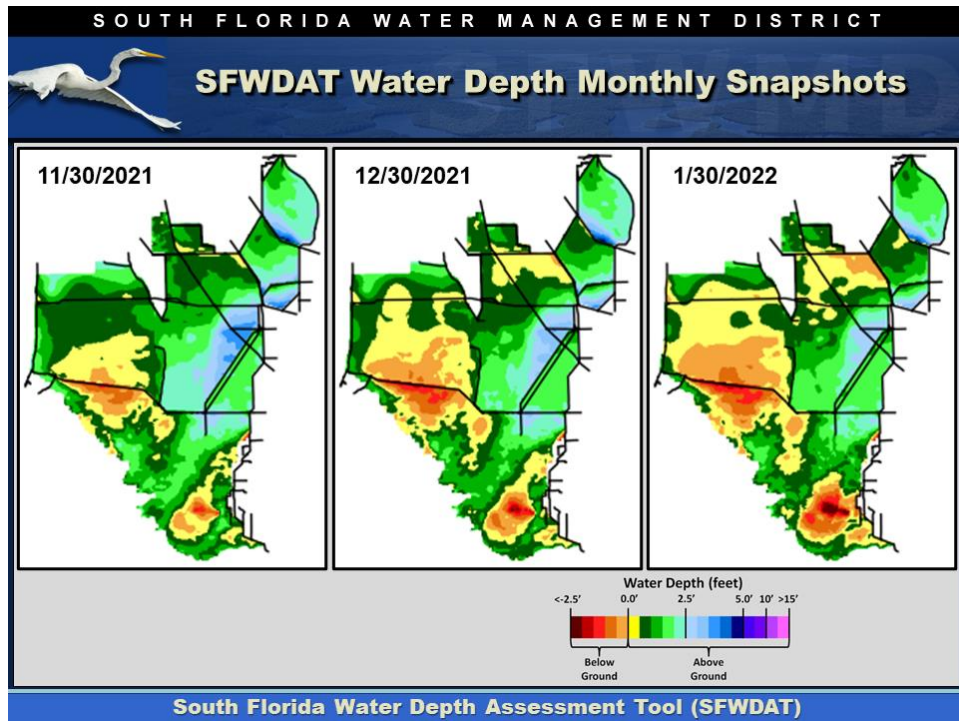 SOUTH FLORIDA WATER MANAGEMENT DISTRICT
SFWDAT Water Depth Monthly Snapshots
11/30/2021
12/30/2021
1/30/2022
Water Depth (feet)
<-2.5' 0.0' 2.5' 5.0' 10' >15'
Below
Ground
Above
Ground
South Florida Water Depth Assessment Tool (SFWDAT)